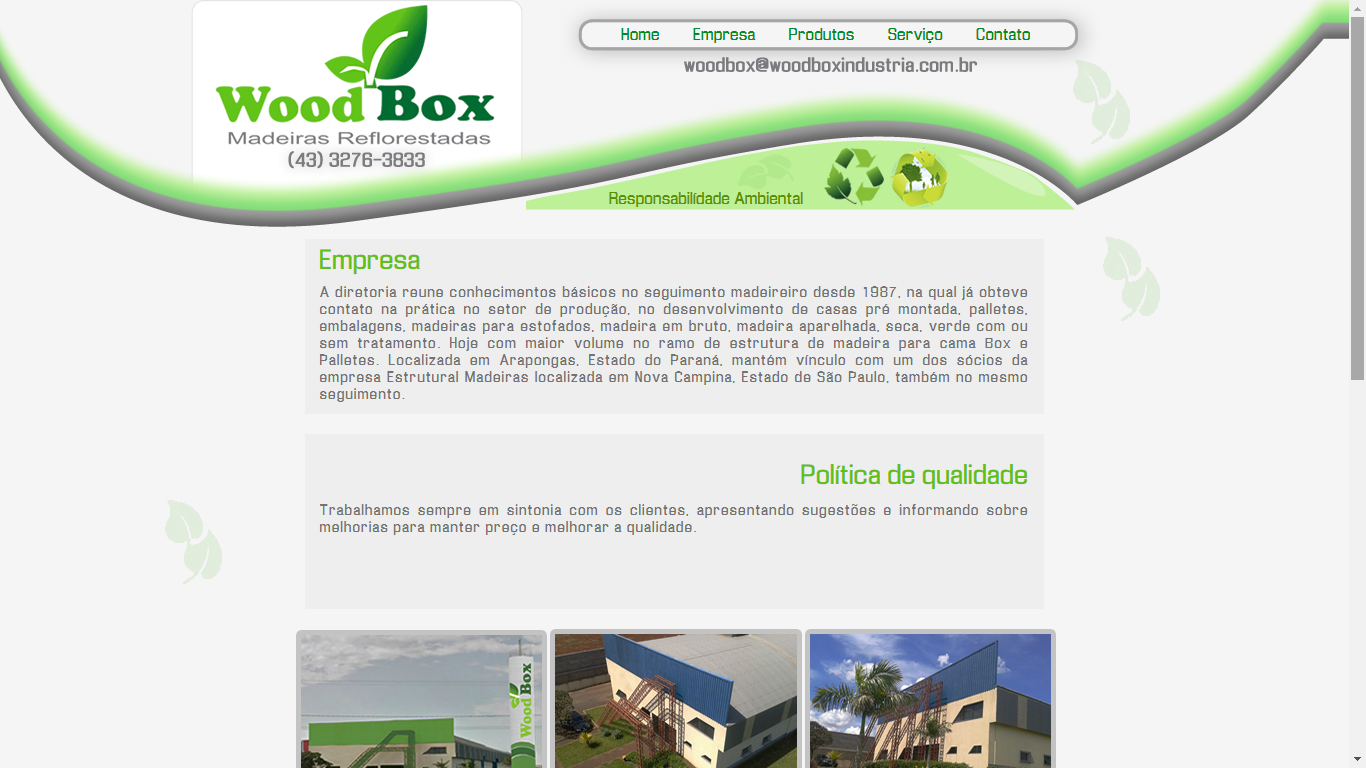 Home Empresa Produtos Serviço Contato
woodbox@woodboxindustria.com.br
Wood Box
Madeiras Reflorestadas
(43) 3276-3833
Responsabilidade Ambiental
Empresa
A diretoria reune conhecimentos básicos no seguimento madeireiro desde 1987, na qual já obteve
contato na prática no setor de produção, no desenvolvimento de casas pré montada, palletes,
embalagens, madeiras para estofados, madeira em bruto, madeira aparelhada, seca, verde com ou
sem tratamento. Hoje com maior volume no ramo de estrutura de madeira para cama Box e
Palletes. Localizada em Arapongas, Estado do Paraná, mantém vínculo com um dos sócios da
empresa Estrutural Madeiras localizada em Nova Campina, Estado de São Paulo, também no mesmo
seguimento.
Política de qualidade
Trabalhamos sempre em sintonia com os clientes, apresentando sugestões e informando sobre
melhorias para manter preço e melhorar a qualidade.
Wood Box